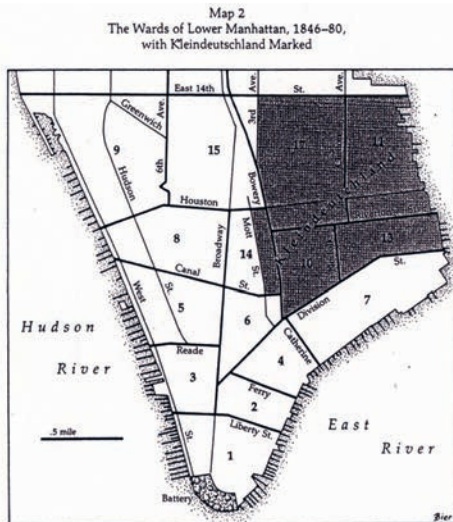 Map 2
The Wards of Lower Manhattan, 1846–80,
with Kleindeutschland Marked
East 14th St.
Ave.
3rd
Ave.
Greenwich
6th
Ave.
15
17
11
9
Hudson
St.
Houston
Bowery
Kleindeutschland
8
Broadway
Mott
St.
14
10
13
Canal St.
West
St.
5
6
Division St.
7
Hudson
River
Reade
Catherine
4
3
Ferry
2
East
River
.5 mile
Liberty St.
1
Battery
Bier